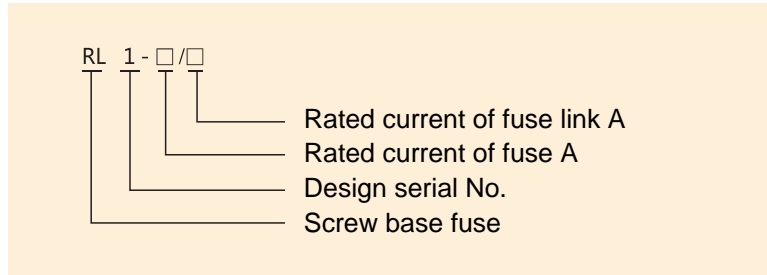 RL 1 - □ /□
Rated current of fuse link A
Rated current of fuse A
Design serial No.
Screw base fuse